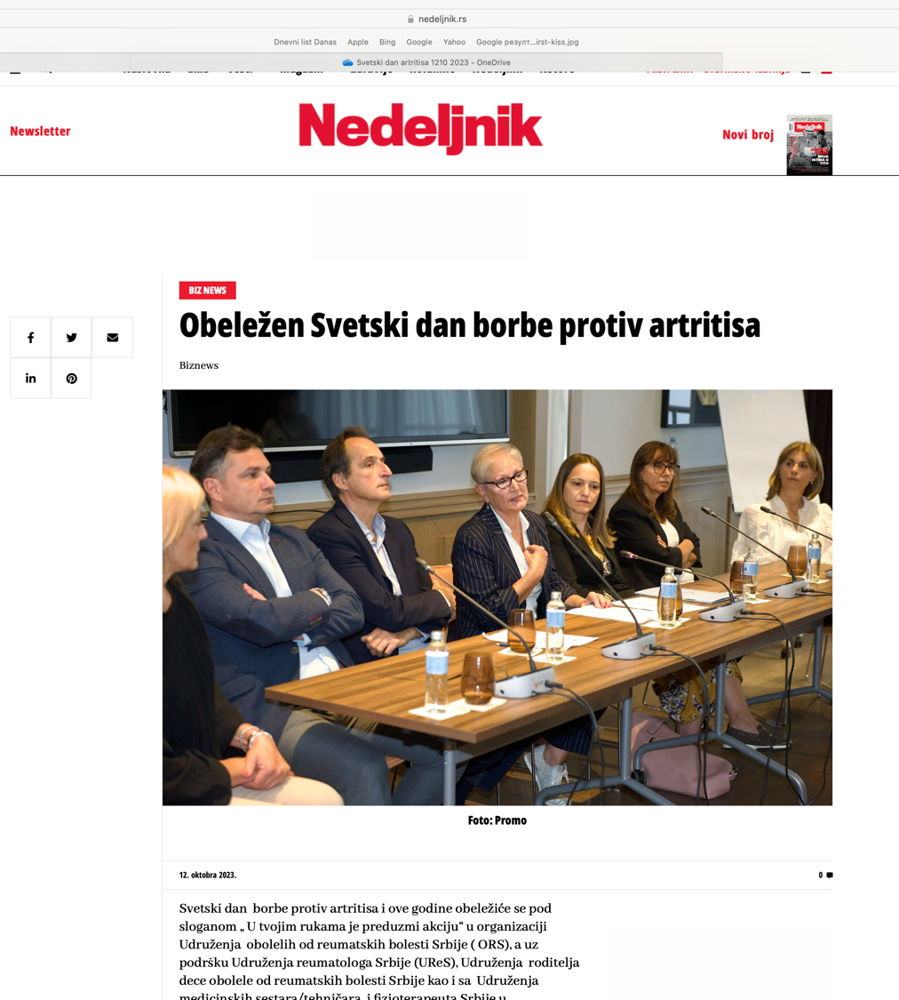 nedeljnik.rs
Dnevni list Danas Apple Bing Google Yahoo Google резулт...irst-kiss.jpg
Svetski dan artritisa 1210 2023 - OneDrive
Newsletter
Nedeljnik
Novi broj
Nedeljnik
BIZ NEWS
Obeležen Svetski dan borbe protiv artritisa
Biznews
Foto: Promo
12. oktobra 2023.
0
Svetski dan borbe protiv artritisa i ove godine obeležiće se pod
sloganom „ U tvojim rukama je preduzmi akciju“ u organizaciji
Udruženja obolelih od reumatskih bolesti Srbije ( ORS), a uz
podršku Udruženja reumatologa Srbije (UReS), Udruženja roditelja
dece obolele od reumatskih bolesti Srbije kao i sa Udruženja
medicinskih sestara/tehničara i fizioterapeuta Srbije u